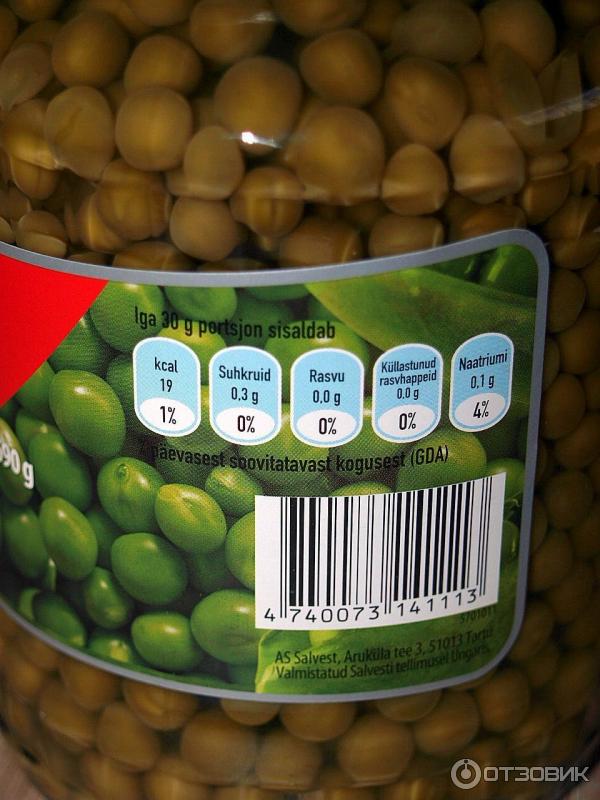 Iga 30 g portsjon sisaldab
kcal
19
1%
Suhkruid
0,3 g
0%
Rasvu
0,0 g
0%
Küllastunud
rasvhappeid
0,0 g
0%
Naatriumi
0,1 g
4%
% päevasest soovitatavast kogusest (GDA)
690 g
4 740073 141113
5701011
AS Salvest, Aruküla tee 3, 51013 Tartu
Valmistatud Salvesti tellimusel Ungaris.
ОТЗОВИК